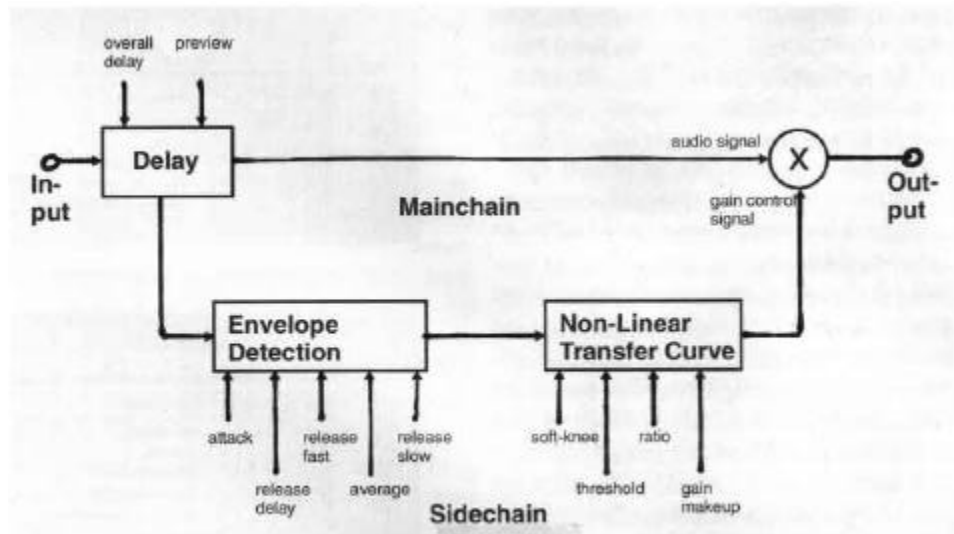 overall
delay
preview
Delay
In-
put
audio signal
X
Out-
put
Mainchain
gain control
signal
Envelope
Detection
Non-Linear
Transfer Curve
attack
release
fast
release
slow
soft-knee
ratio
release
delay
average
threshold
gain
makeup
Sidechain